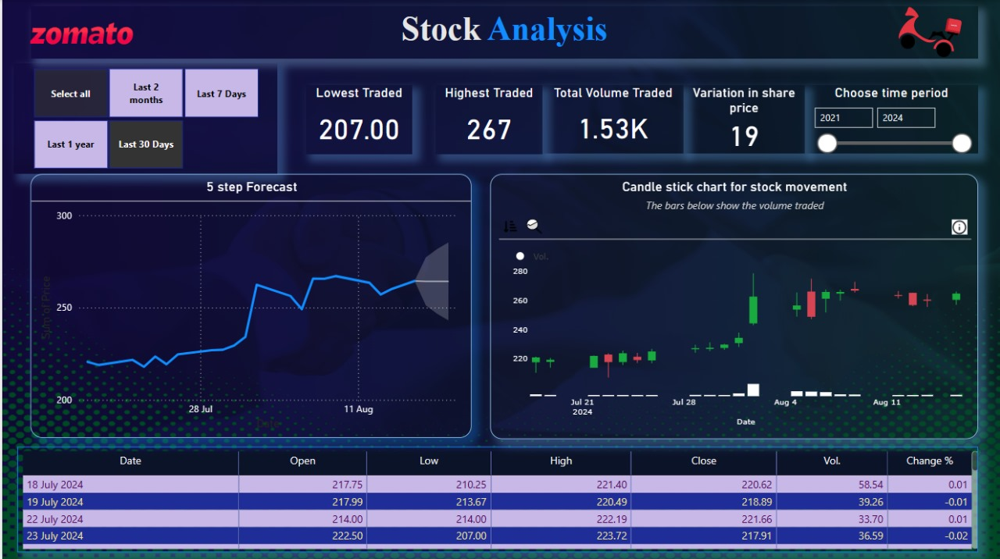 zomato
Stock Analysis
Select all
Last 2
months
Last 7 Days
Last 1 year
Last 30 Days
Lowest Traded
207.00
Highest Traded
267
Total Volume Traded
1.53K
Variation in share
price
19
Choose time period
2021 2024
5 step Forecast
300
250
200
Sum of Price
28 Jul 11 Aug
Date
Candle stick chart for stock movement
The bars below show the volume traded
Vol.
280
260
240
220
Jul 21
2024
Jul 28
Aug 4
Aug 11
Date
Date Open Low High Close Vol. Change %
18 July 2024 217.75 210.25 221.40 220.62 58.54 0.01
19 July 2024 217.99 213.67 220.49 218.89 39.26 -0.01
22 July 2024 214.00 214.00 222.19 221.66 33.70 0.01
23 July 2024 222.50 207.00 223.72 217.91 36.59 -0.02